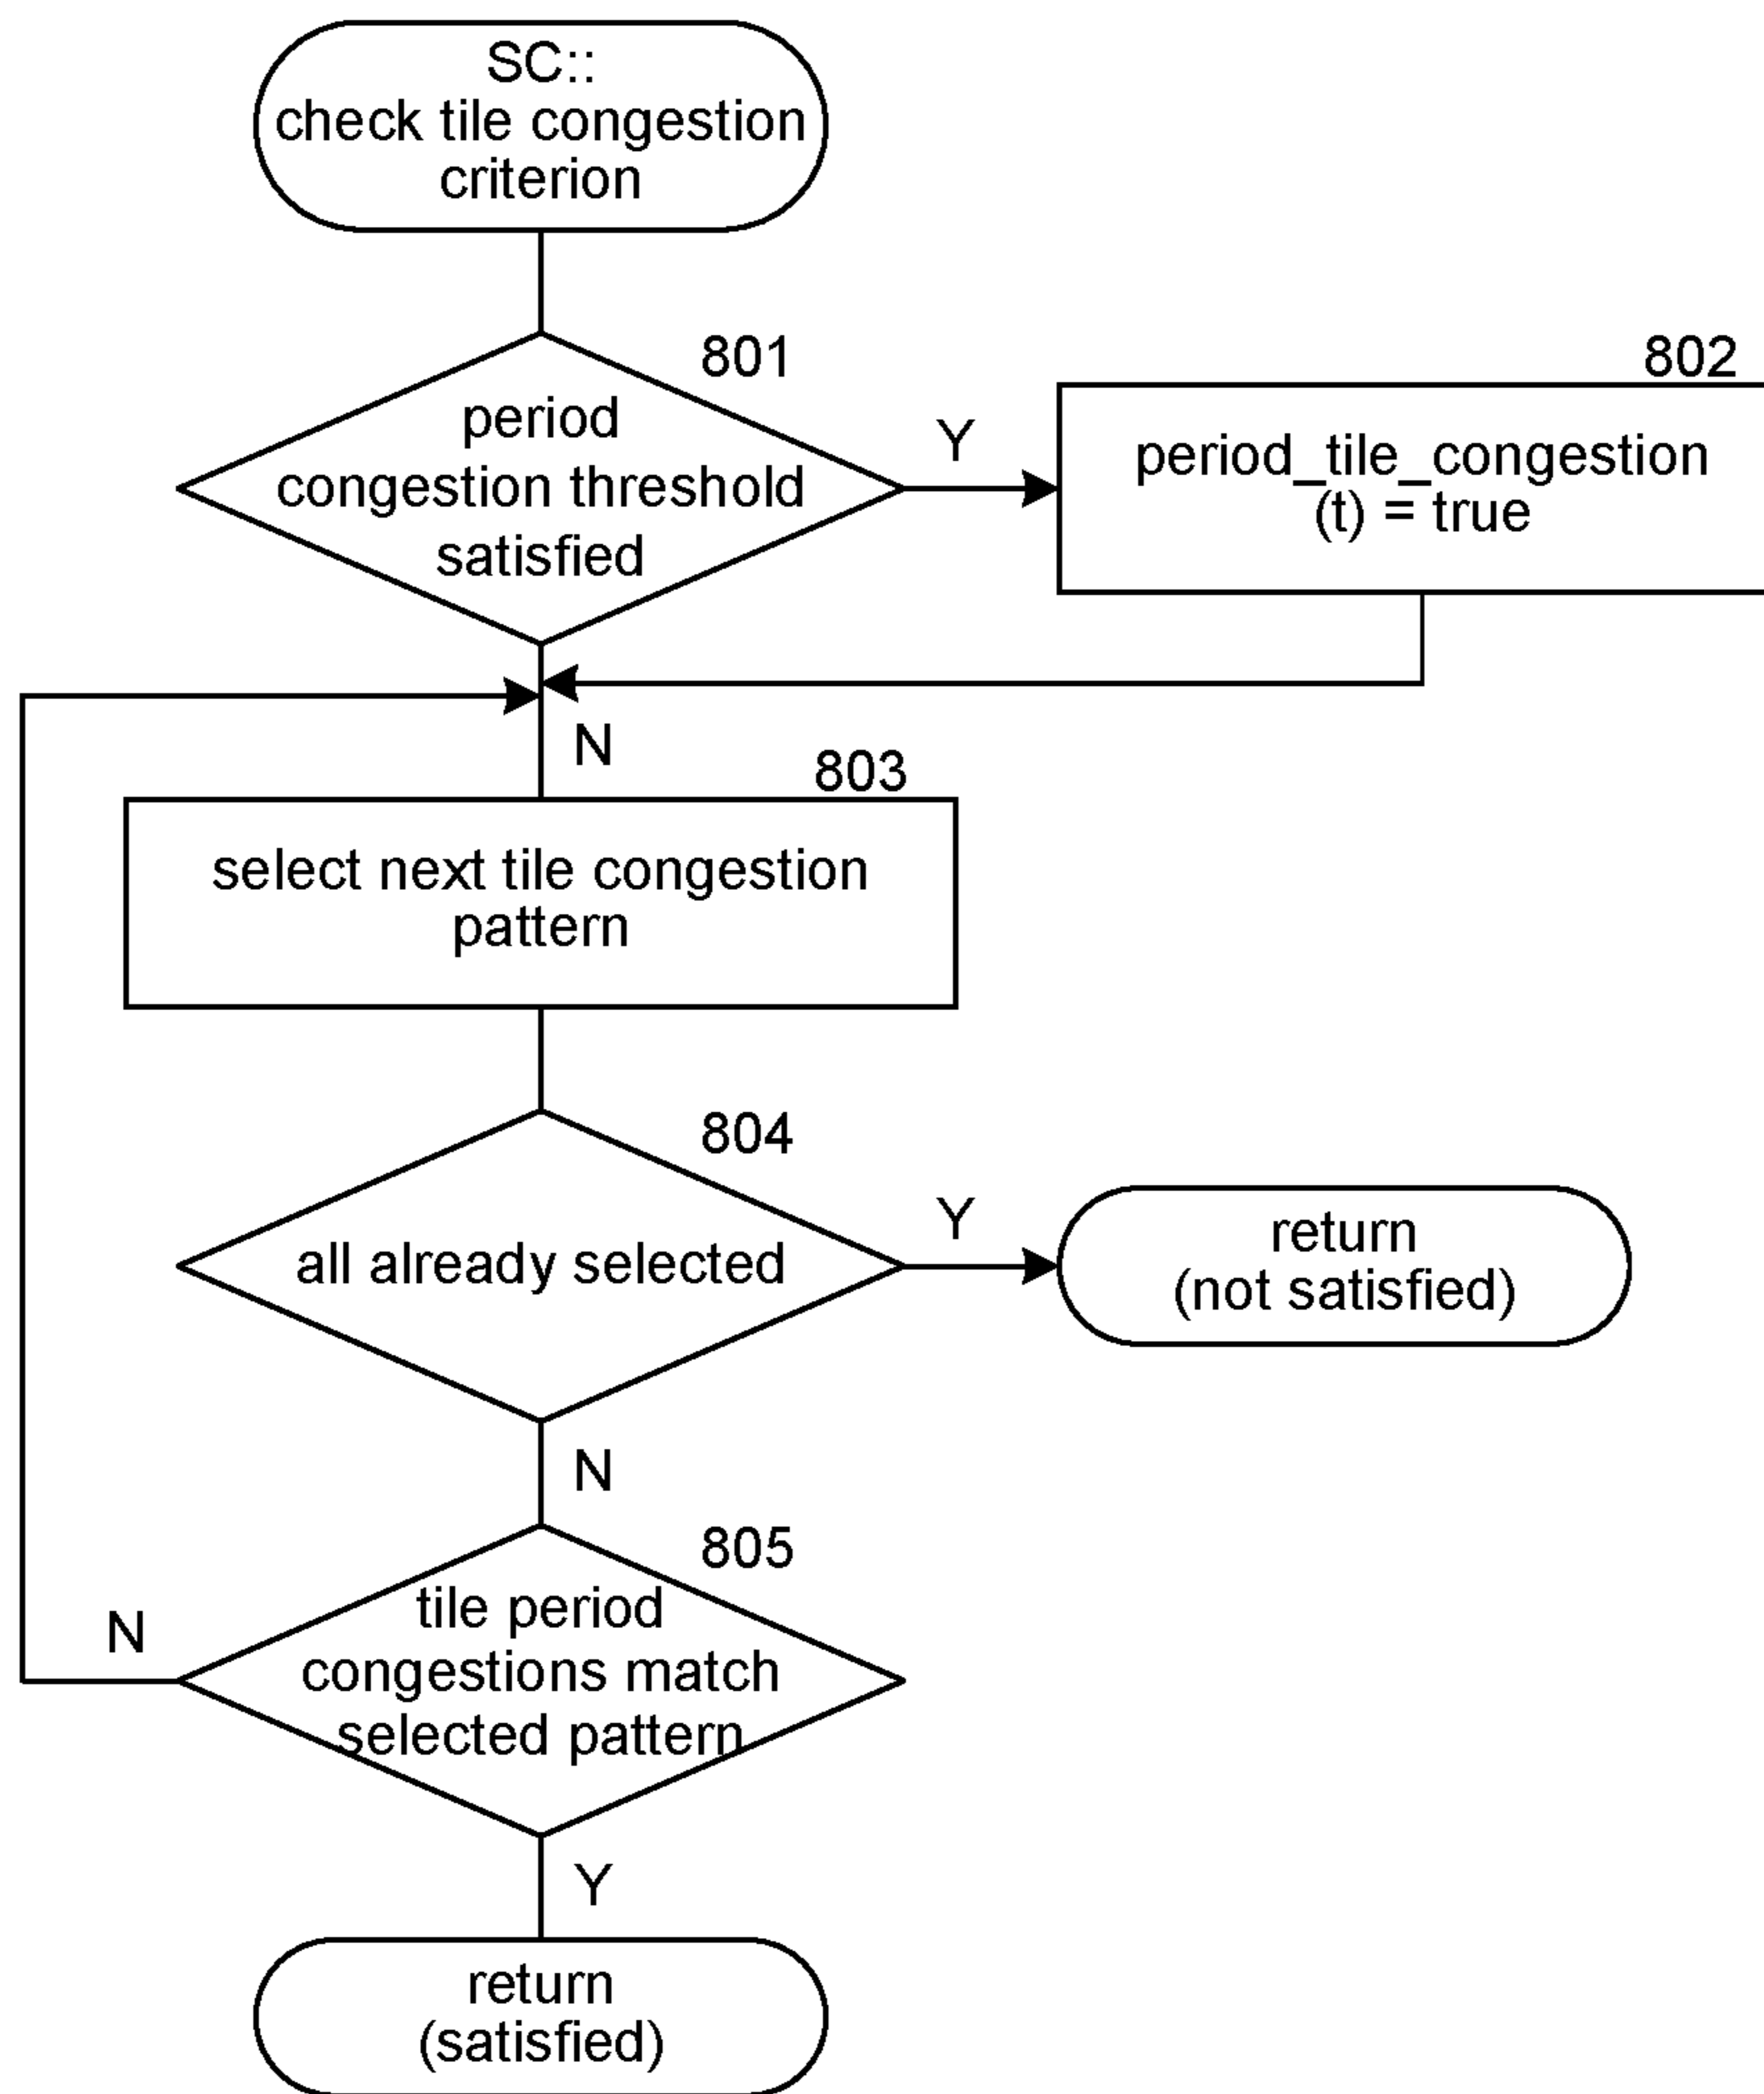 SC::
check tile congestion
criterion
801
period
congestion threshold
satisfied
Y
802
period_tile_congestion
(t) = true
N
803
select next tile congestion
pattern
804
all already selected
Y
return
(not satisfied)
N
805
tile period
congestions match
selected pattern
N
Y
return
(satisfied)